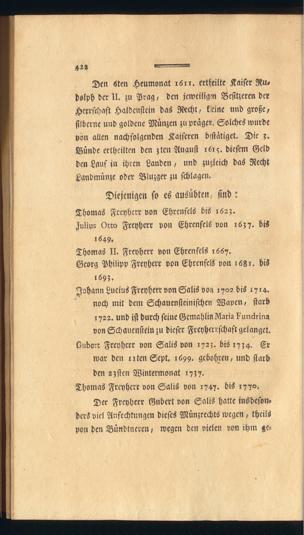 422
Den 6ten Heumonat 1611. ertheilte Kaiser Ru-
dolph der II. zu Prag, den jeweiligen Besitzeren der
Herrschaft Haldenstein das Recht, kleine und große,
silberne und goldene Münzen zu präger. Solches wurde
von allen nachfolgenden Kaiseren bistätiget. Die 3.
Bünde ertheilten den 3ten August 1615. diesem Geld
den Lauf in ihren Landen, und zugleich das Recht
Landmünze oder Bluzger zu schlagen.
Diejenigen so es ausübten, sind:
Thomas Freyherr von Ehrenfels bis 1623.
Julius Otto Freyherr von Ehrenfels von 1637. bis
1649.
Thomas II. Freyherr von Ehrenfels 1667.
Georg Philipp Freyherr von Ehrenfels von 1681. bis
1693.
Johann Lucius Freyherr von Salis von 1702 bis 1714.
noch mit dem Schauensteinischen Wapen, starb
1722. und ist durch seine Gemahlin Maria Fundrina
von Schauenstein zu dieser Freyherrschaft gelanget.
Gubert Freyherr von Salis von 1723. bis 1734. Er
war den 11ten Sept. 1699. gebohren, und starb
den 23sten Wintermonat 1737.
Thomas Freyherr von Salis von 1747. bis 1770.
Der Freyherr Gubert von Salis hatte insbeson-
ders viel Anfechtungen dieses Münzrechts wegen, theils
von den Bündtneren, wegen den vielen von ihm ge-